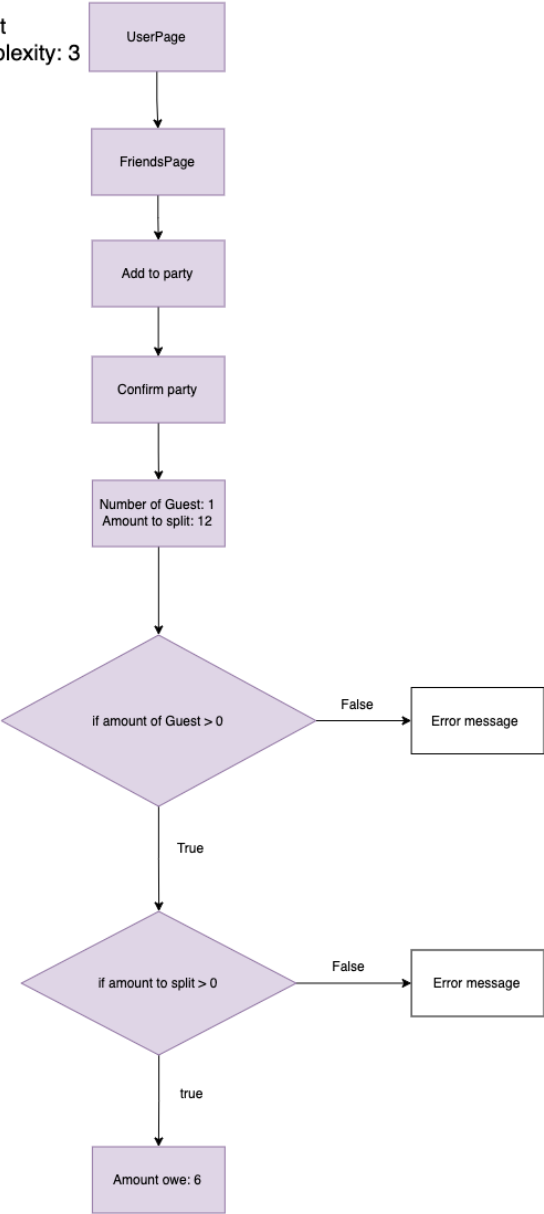 UserPage
: 3
FriendsPage
Add to party
Confirm party
Number of Guest: 1
Amount to split: 12
if amount of Guest > 0
False
Error message
True
if amount to split > 0
False
Error message
true
Amount owe: 6